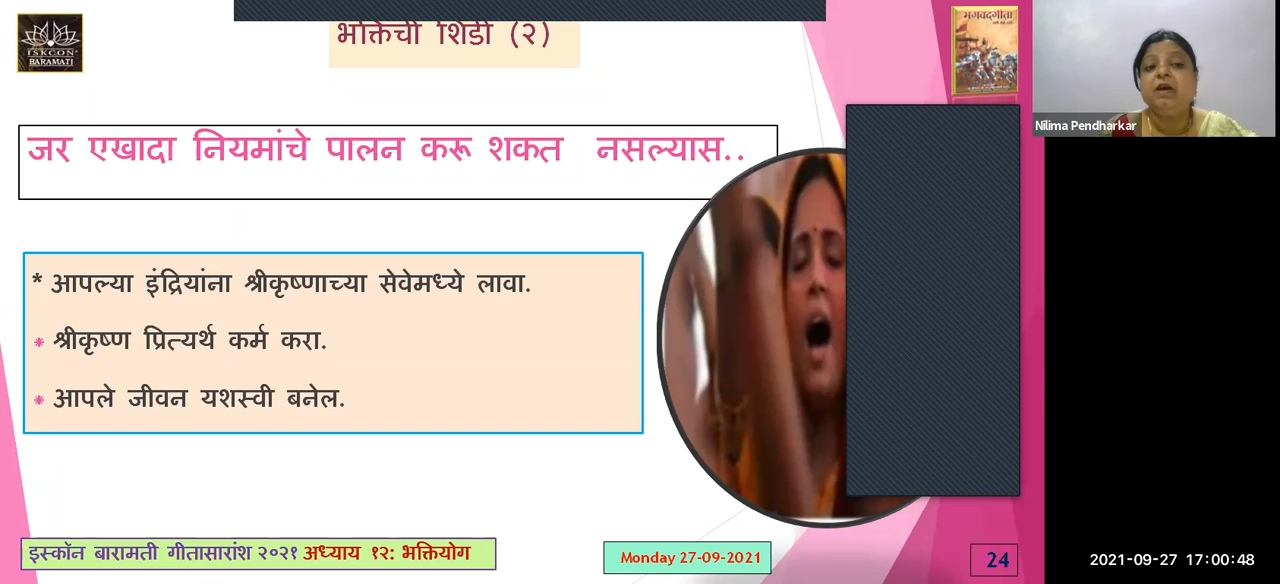 भक्तिची शिडी (२)
ISKCON
BARAMATI
भगवद्गीता
Nilima Pendharkar
जर एखादा नियमांचे पालन करू शकत नसल्यास..
* आपल्या इंद्रियांना श्रीकृष्णाच्या सेवेमध्ये लावा.
* श्रीकृष्ण प्रित्यर्थ कर्म करा.
* आपले जीवन यशस्वी बनेल.
इस्कॉन बारामती गीतासारांश २०२१ अध्याय १२: भक्तियोग
Monday 27-09-2021
24
2021-09-27 17:00:48